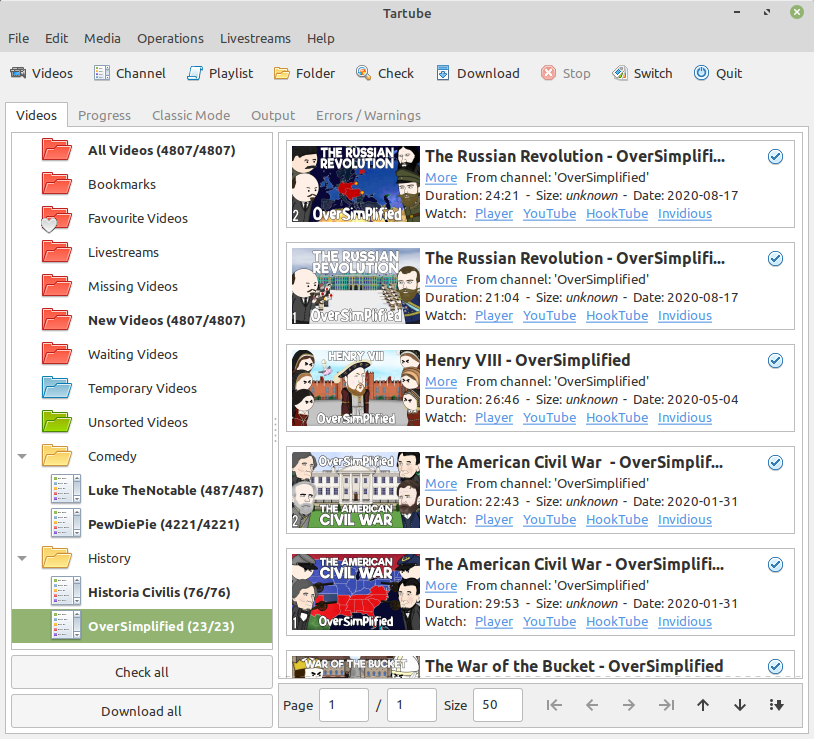 Tartube
File Edit Media Operations Livestreams Help
Videos Channel Playlist Folder Check Download Stop Switch Quit
Videos Progress Classic Mode Output Errors / Warnings
All Videos (4807/4807)
Bookmarks
Favourite Videos
Livestreams
Missing Videos
New Videos (4807/4807)
Waiting Videos
Temporary Videos
Unsorted Videos
Comedy
Luke TheNotable (487/487)
PewDiePie (4221/4221)
History
Historia Civilis (76/76)
OverSimplified (23/23)
Check all
Download all
THE RUSSIAN
REVOLUTION
2 OverSimplified
The Russian Revolution - OverSimplifi...
More From channel: 'OverSimplified'
Duration: 24:21 - Size: unknown - Date: 2020-08-17
Watch: Player YouTube HookTube Invidious
THE RUSSIAN
REVOLUTION
1 OverSimplified
The Russian Revolution - OverSimplifi...
More From channel: 'OverSimplified'
Duration: 21:04 - Size: unknown - Date: 2020-08-17
Watch: Player YouTube HookTube Invidious
HENRY VIII
OverSimplified
Henry VIII - OverSimplified
More From channel: 'OverSimplified'
Duration: 26:46 - Size: unknown - Date: 2020-05-04
Watch: Player YouTube HookTube Invidious
OverSimplified
THE AMERICAN
2 CIVIL WAR
The American Civil War  - OverSimplif...
More From channel: 'OverSimplified'
Duration: 22:43 - Size: unknown - Date: 2020-01-31
Watch: Player YouTube HookTube Invidious
THE AMERICAN
CIVIL WAR
1 OverSimplified
The American Civil War - OverSimplifi...
More From channel: 'OverSimplified'
Duration: 29:53 - Size: unknown - Date: 2020-01-31
Watch: Player YouTube HookTube Invidious
WAR OF THE BUCKET
The War of the Bucket - OverSimplified
Page 1 / 1 Size 50